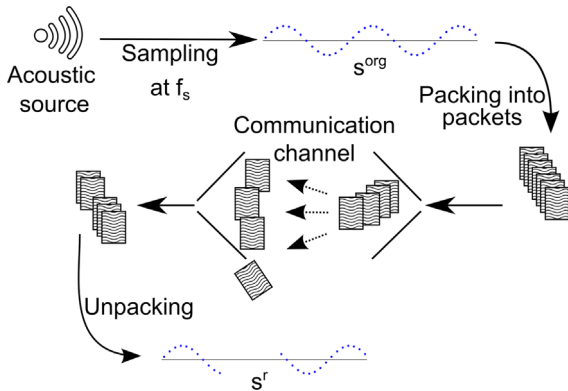 Acoustic
source
Sampling
at fₛ
sᵒʳᵍ
Packing into
packets
Communication
channel
Unpacking
sʳ